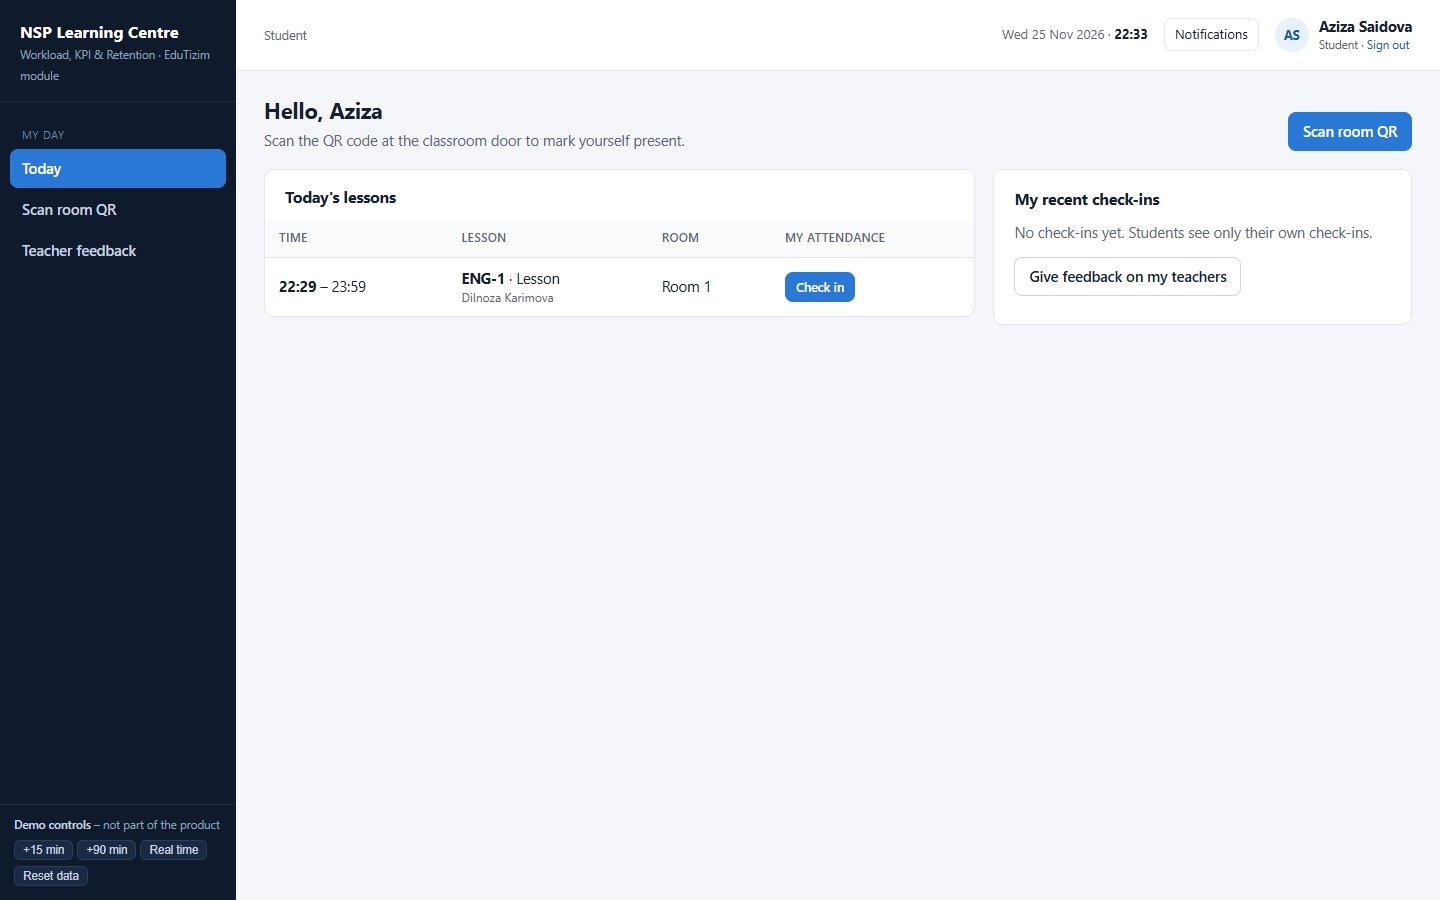 NSP Learning Centre
Workload, KPI & Retention · EduTizim
module
MY DAY
Today
Scan room QR
Teacher feedback
Demo controls – not part of the product
+15 min +90 min Real time
Reset data
Student
Wed 25 Nov 2026 · 22:33
Notifications
AS
Aziza Saidova
Student · Sign out
Hello, Aziza
Scan the QR code at the classroom door to mark yourself present.
Scan room QR
Today's lessons
TIME LESSON ROOM MY ATTENDANCE
22:29 – 23:59 ENG-1 · Lesson Room 1 Check in
Dilnoza Karimova
My recent check-ins
No check-ins yet. Students see only their own check-ins.
Give feedback on my teachers